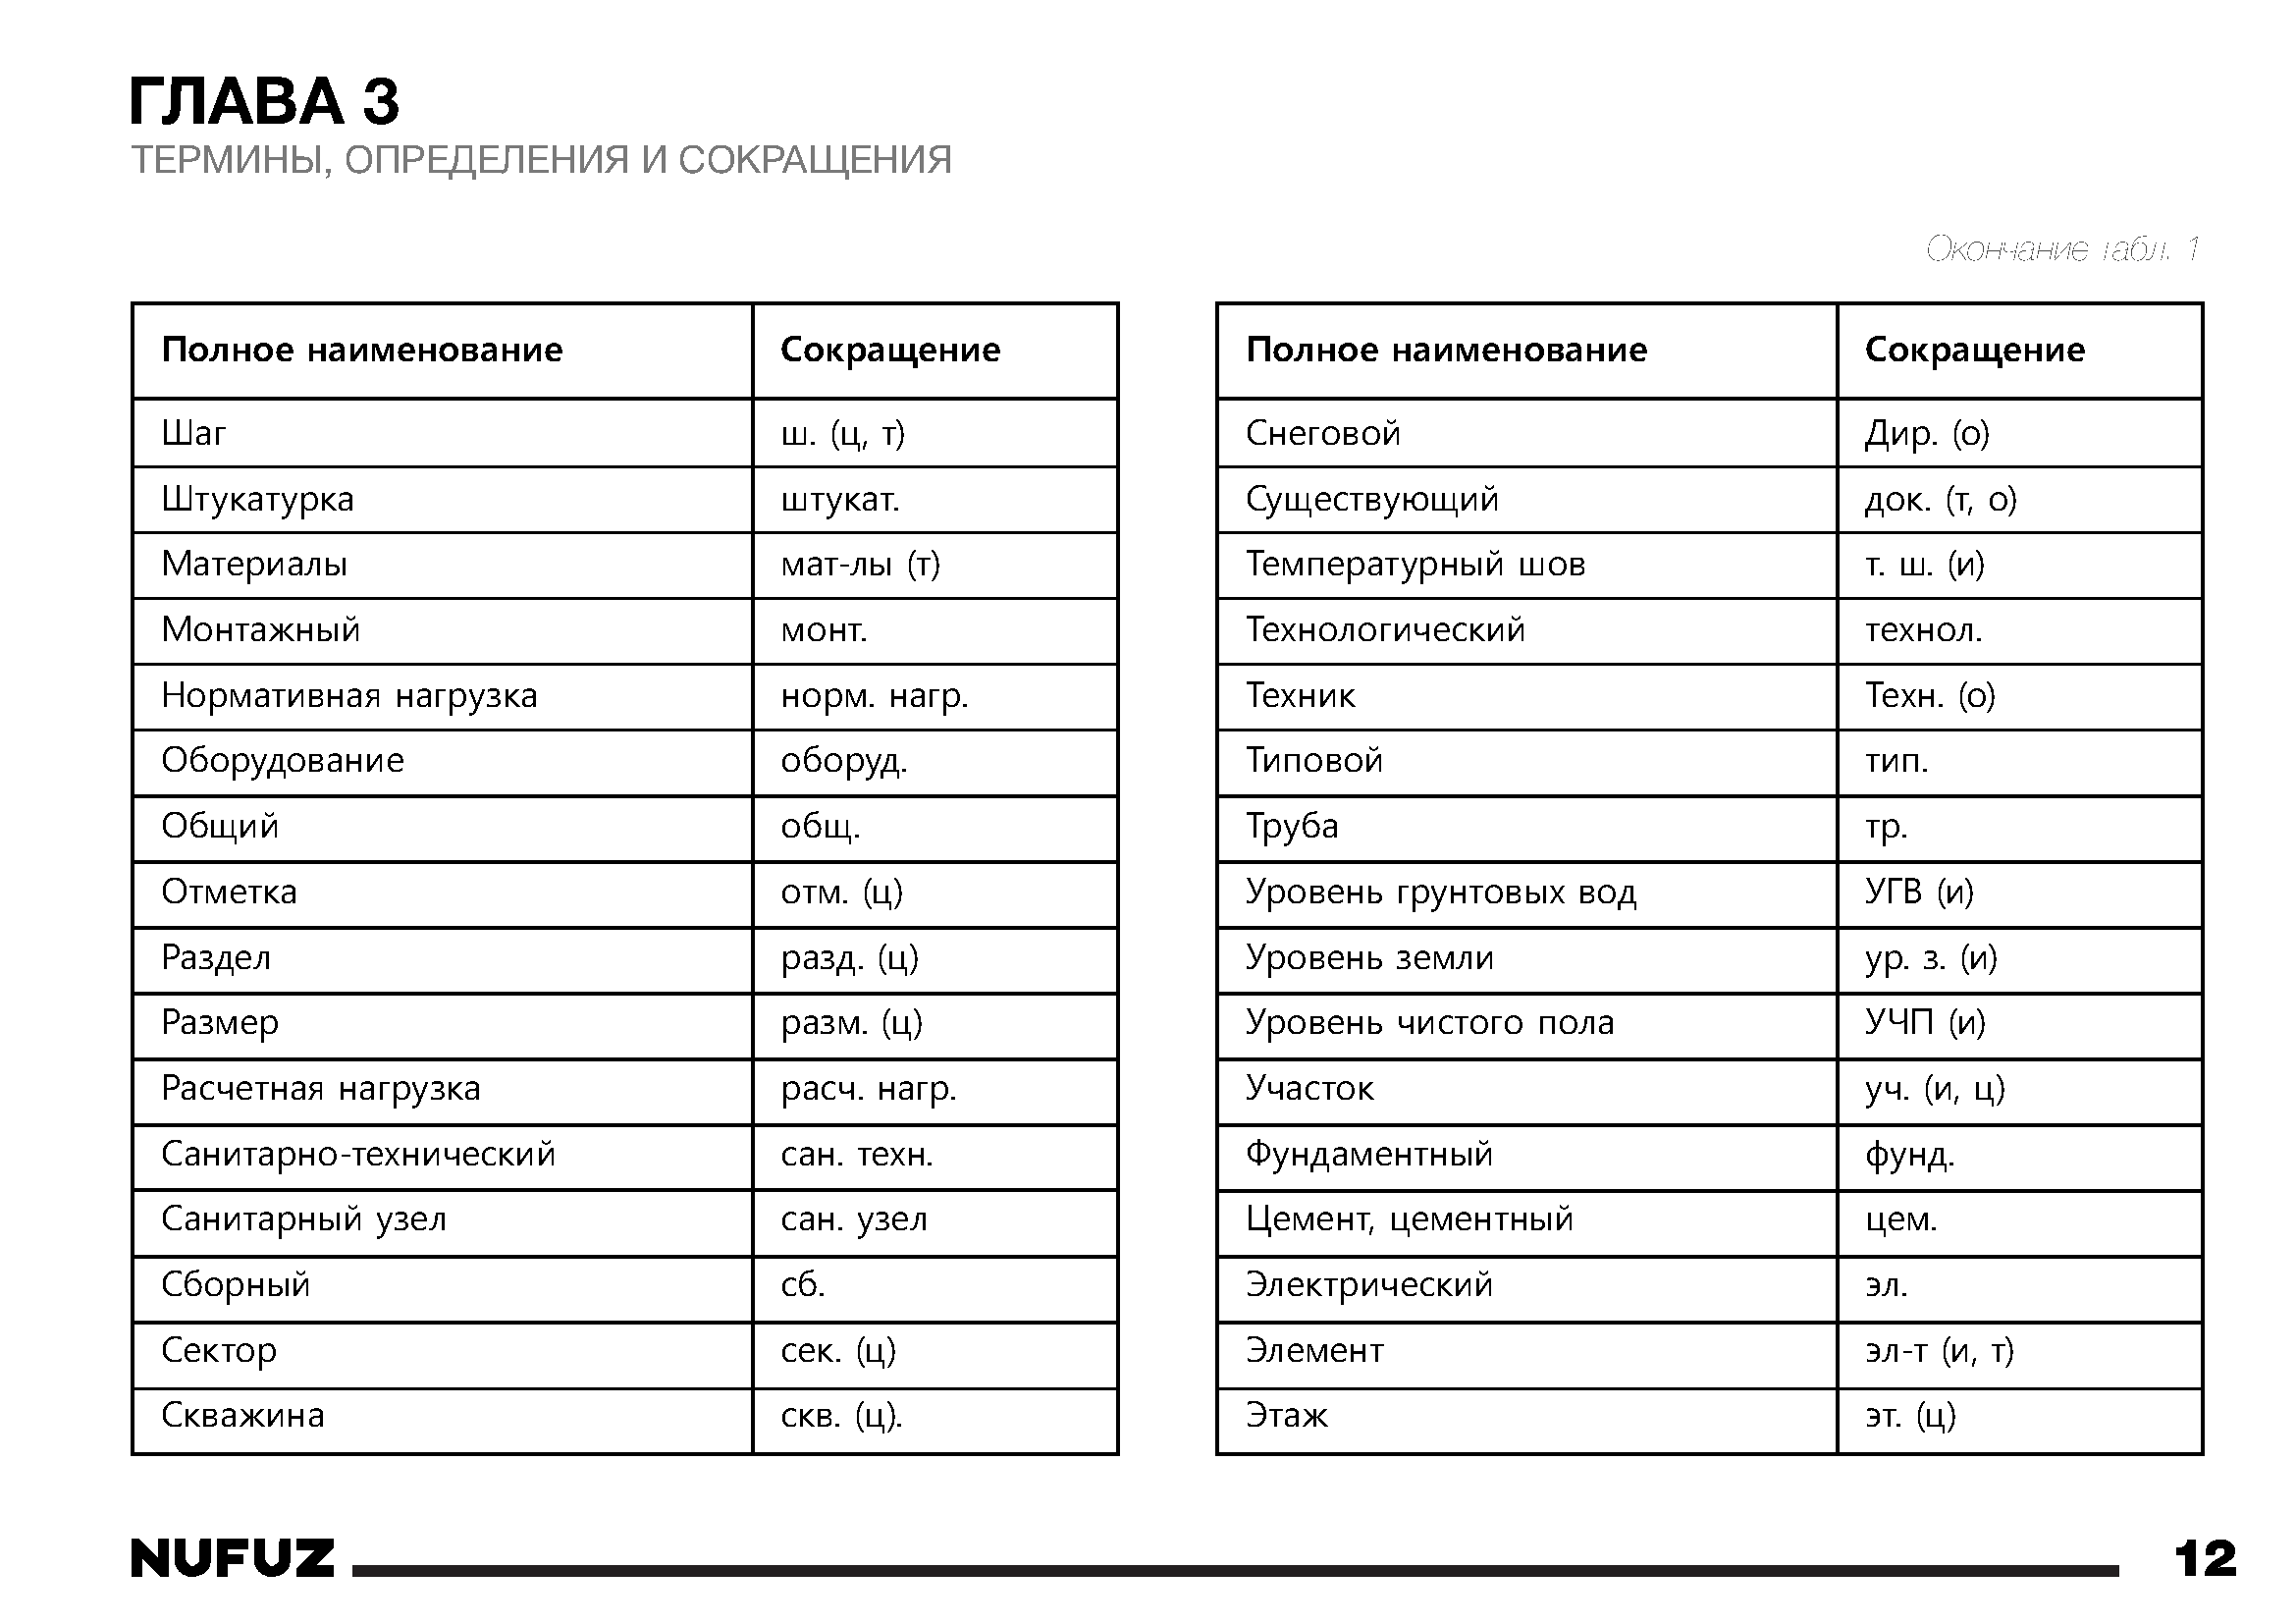 ГЛАВА 3
ТЕРМИНЫ, ОПРЕДЕЛЕНИЯ И СОКРАЩЕНИЯ
Окончание табл. 1
Полное наименование Сокращение
Шаг ш. (ц, т)
Штукатурка штукат.
Материалы мат-лы (т)
Монтажный монт.
Нормативная нагрузка норм. нагр.
Оборудование оборуд.
Общий общ.
Отметка отм. (ц)
Раздел разд. (ц)
Размер разм. (ц)
Расчетная нагрузка расч. нагр.
Санитарно-технический сан. техн.
Санитарный узел сан. узел
Сборный сб.
Сектор сек. (ц)
Скважина скв. (ц).
Полное наименование Сокращение
Снеговой Дир. (о)
Существующий док. (т, о)
Температурный шов т. ш. (и)
Технологический технол.
Техник Техн. (о)
Типовой тип.
Труба тр.
Уровень грунтовых вод УГВ (и)
Уровень земли ур. з. (и)
Уровень чистого пола УЧП (и)
Участок уч. (и, ц)
Фундаментный фунд.
Цемент, цементный цем.
Электрический эл.
Элемент эл-т (и, т)
Этаж эт. (ц)
NUFUZ 12